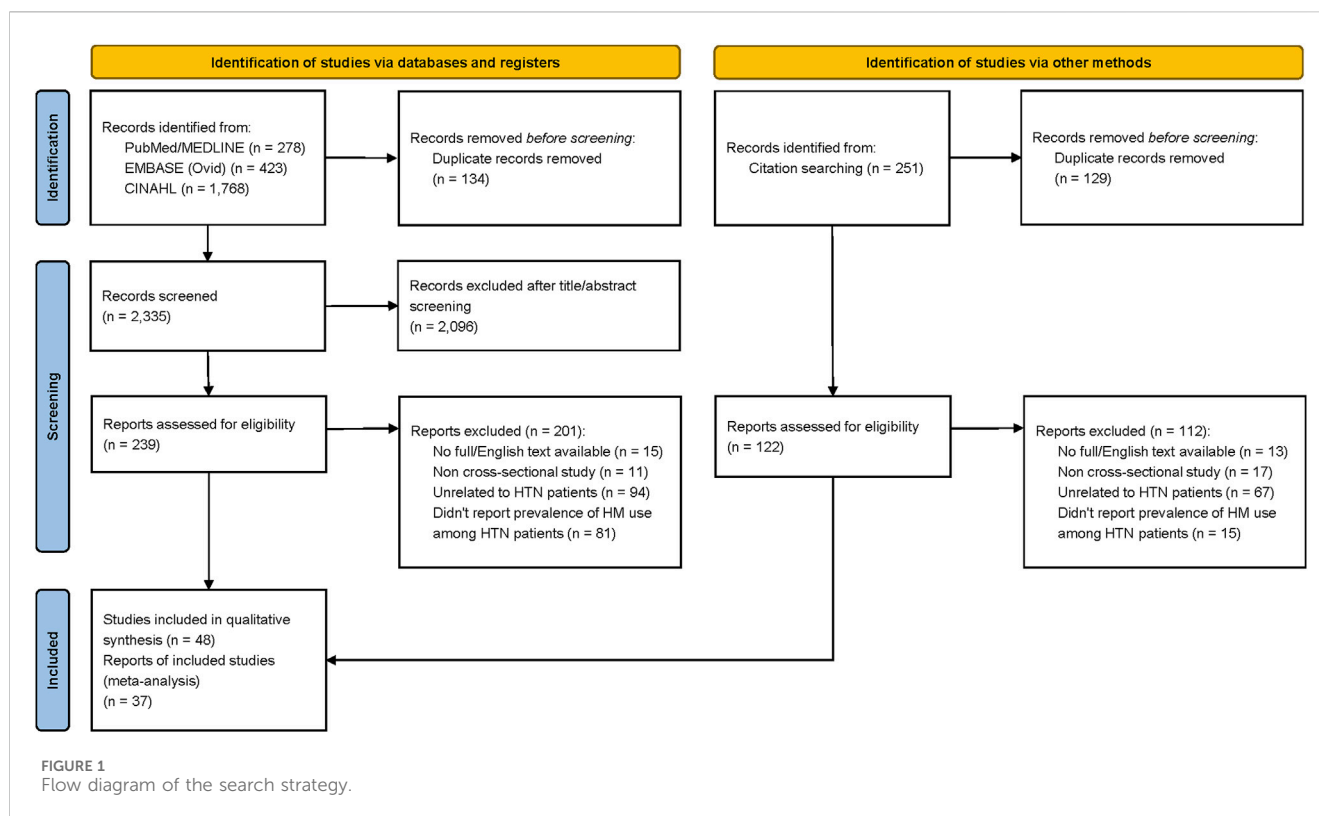 Identification of studies via databases and registers
Identification of studies via other methods
Identification
Records identified from:
PubMed/MEDLINE (n = 278)
EMBASE (Ovid) (n = 423)
CINAHL (n = 1,768)
Records removed before screening:
Duplicate records removed
(n = 134)
Records identified from:
Citation searching (n = 251)
Records removed before screening:
Duplicate records removed
(n = 129)
Screening
Records screened
(n = 2,335)
Records excluded after title/abstract
screening
(n = 2,096)
Reports assessed for eligibility
(n = 239)
Reports excluded (n = 201):
No full/English text available (n = 15)
Non cross-sectional study (n = 11)
Unrelated to HTN patients (n = 94)
Didn't report prevalence of HM use
among HTN patients (n = 81)
Reports assessed for eligibility
(n = 122)
Reports excluded (n = 112):
No full/English text available (n = 13)
Non cross-sectional study (n = 17)
Unrelated to HTN patients (n = 67)
Didn't report prevalence of HM use
among HTN patients (n = 15)
Included
Studies included in qualitative
synthesis (n = 48)
Reports of included studies
(meta-analysis)
(n = 37)
FIGURE 1
Flow diagram of the search strategy.